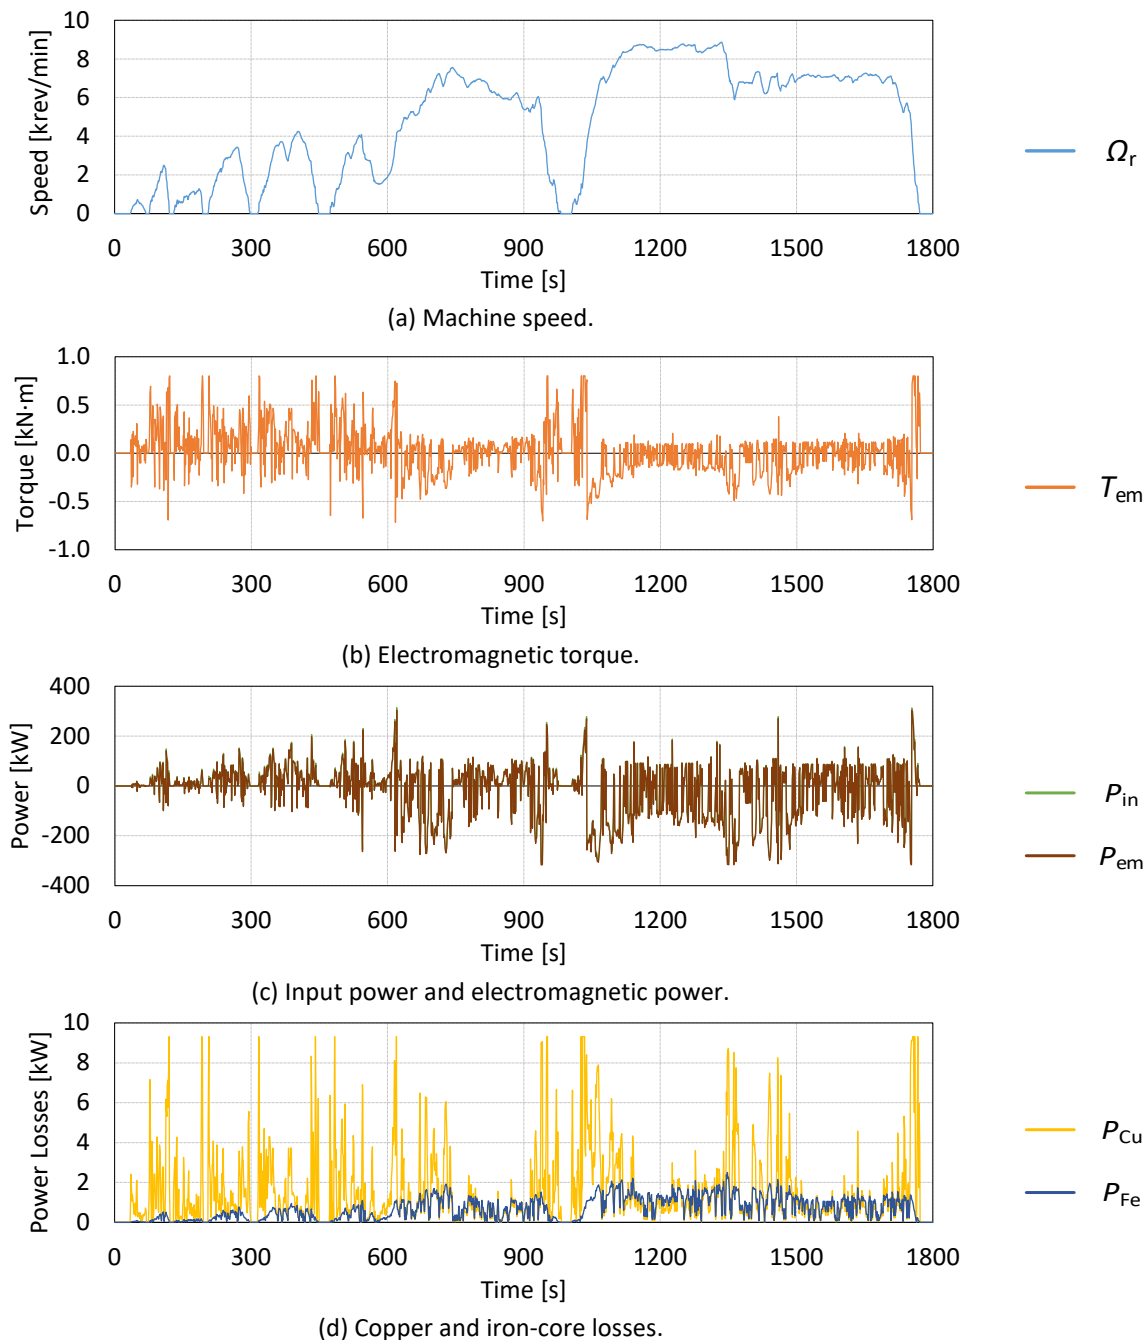 10
8
6
4
2
0
Speed [krev/min]
0 300 600 900 1200 1500 1800
Time [s]
Ωr
(a) Machine speed.
1.0
0.5
0.0
-0.5
-1.0
Torque [kN·m]
0 300 600 900 1200 1500 1800
Time [s]
Tem
(b) Electromagnetic torque.
400
200
0
-200
-400
Power [kW]
0 300 600 900 1200 1500 1800
Time [s]
Pin
Pem
(c) Input power and electromagnetic power.
10
8
6
4
2
0
Power Losses [kW]
0 300 600 900 1200 1500 1800
Time [s]
PCu
PFe
(d) Copper and iron-core losses.